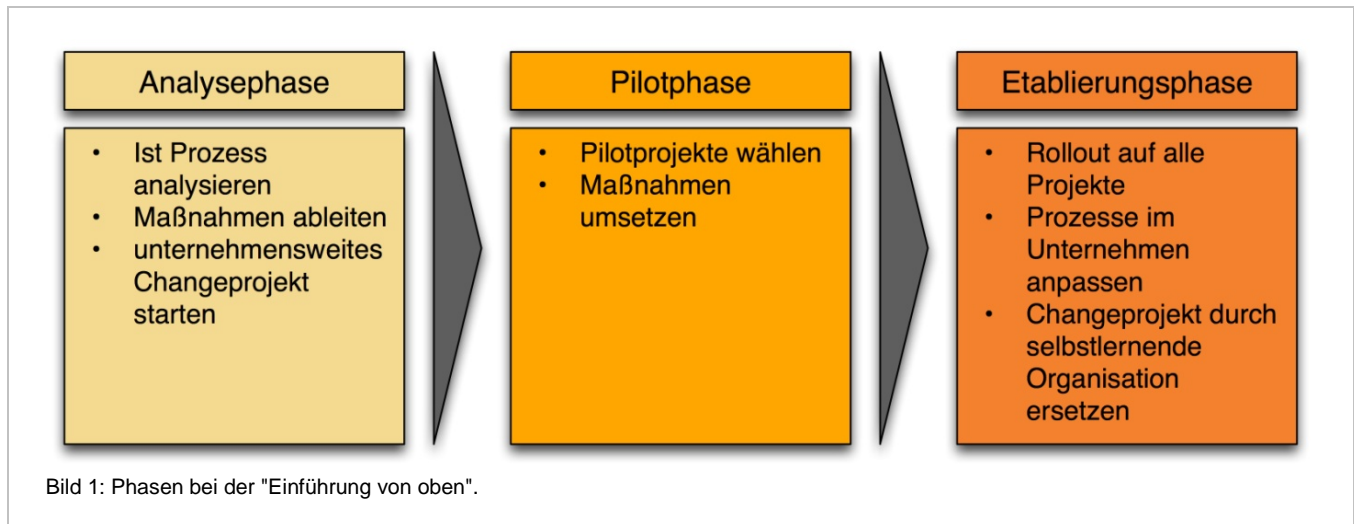 Analysephase
• Ist Prozess
analysieren
• Maßnahmen ableiten
• unternehmensweites
Changeprojekt
starten
Pilotphase
• Pilotprojekte wählen
• Maßnahmen
umsetzen
Etablierungsphase
• Rollout auf alle
Projekte
• Prozesse im
Unternehmen
anpassen
• Changeprojekt durch
selbstlernende
Organisation
ersetzen
Bild 1: Phasen bei der "Einführung von oben".